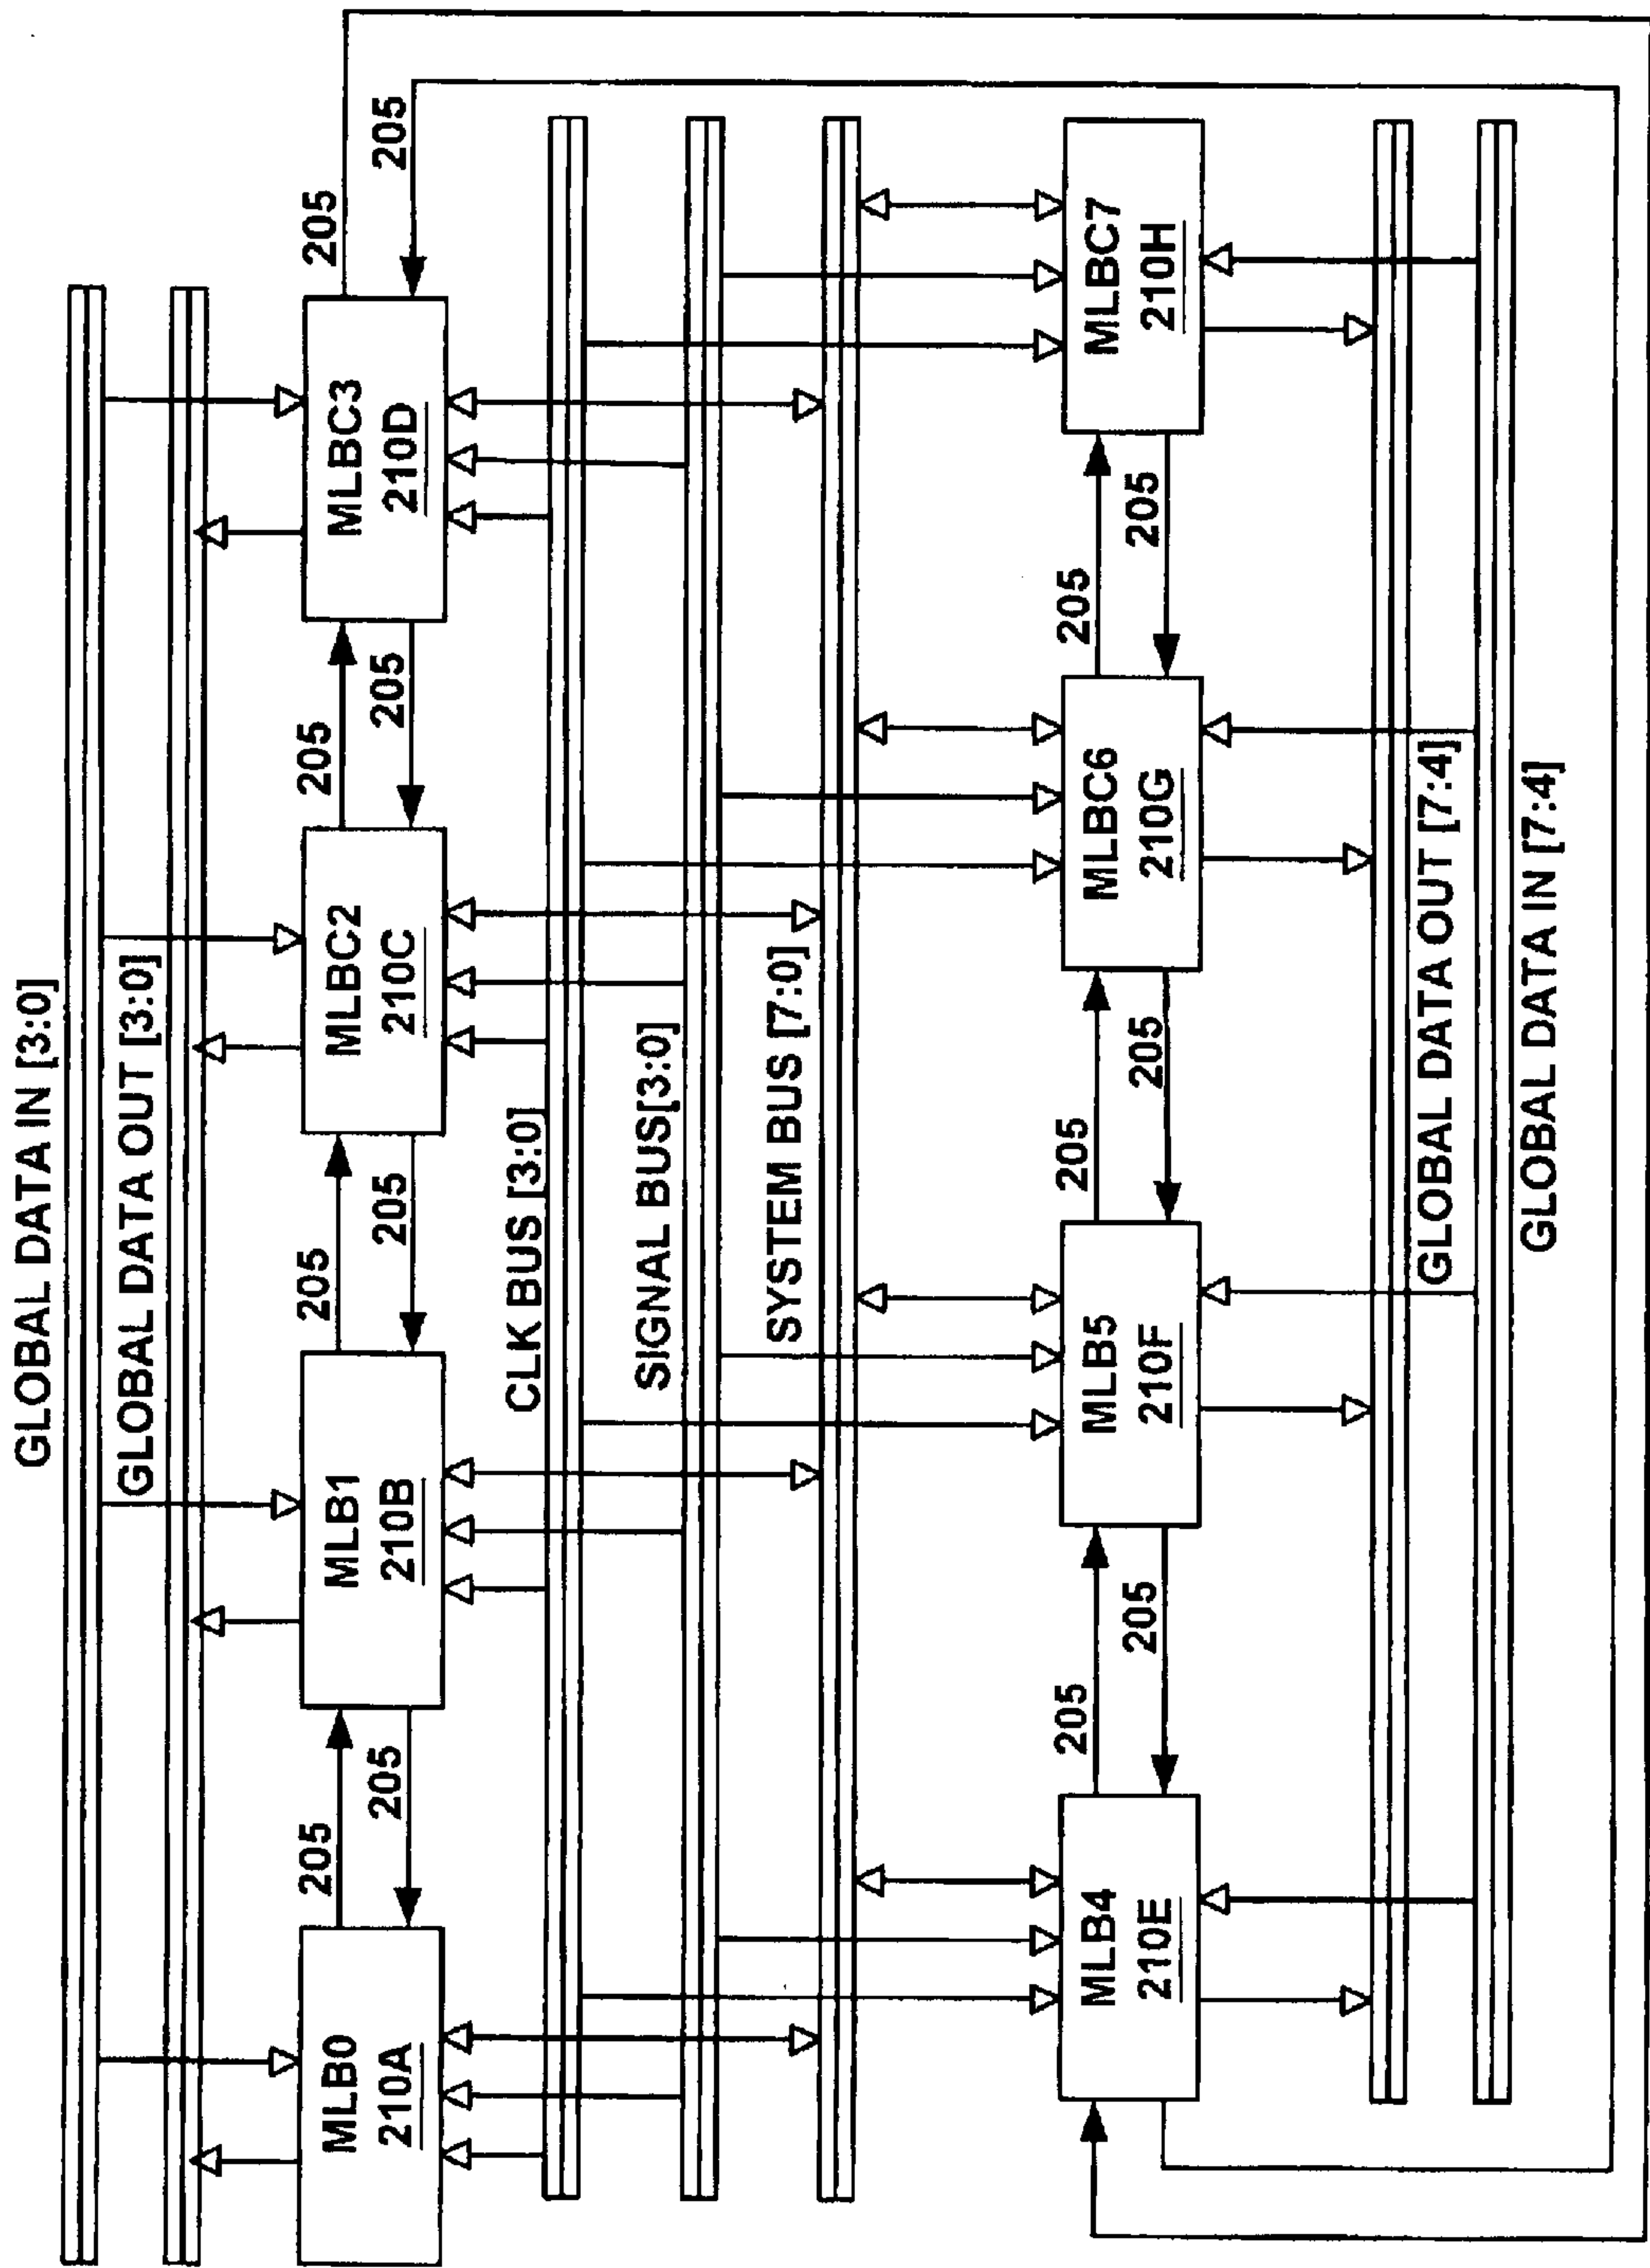 GLOBAL DATA IN [3:0]
GLOBAL DATA OUT [3:0]
205
205
205
205
205
205
205
205
MLB0
210A
MLB1
210B
MLBC2
210C
MLBC3
210D
CLK BUS [3:0]
SIGNAL BUS[3:0]
SYSTEM BUS [7:0]
205
205
205
205
205
205
MLB4
210E
MLB5
210F
MLBC6
210G
MLBC7
210H
GLOBAL DATA OUT [7:4]
GLOBAL DATA IN [7:4]